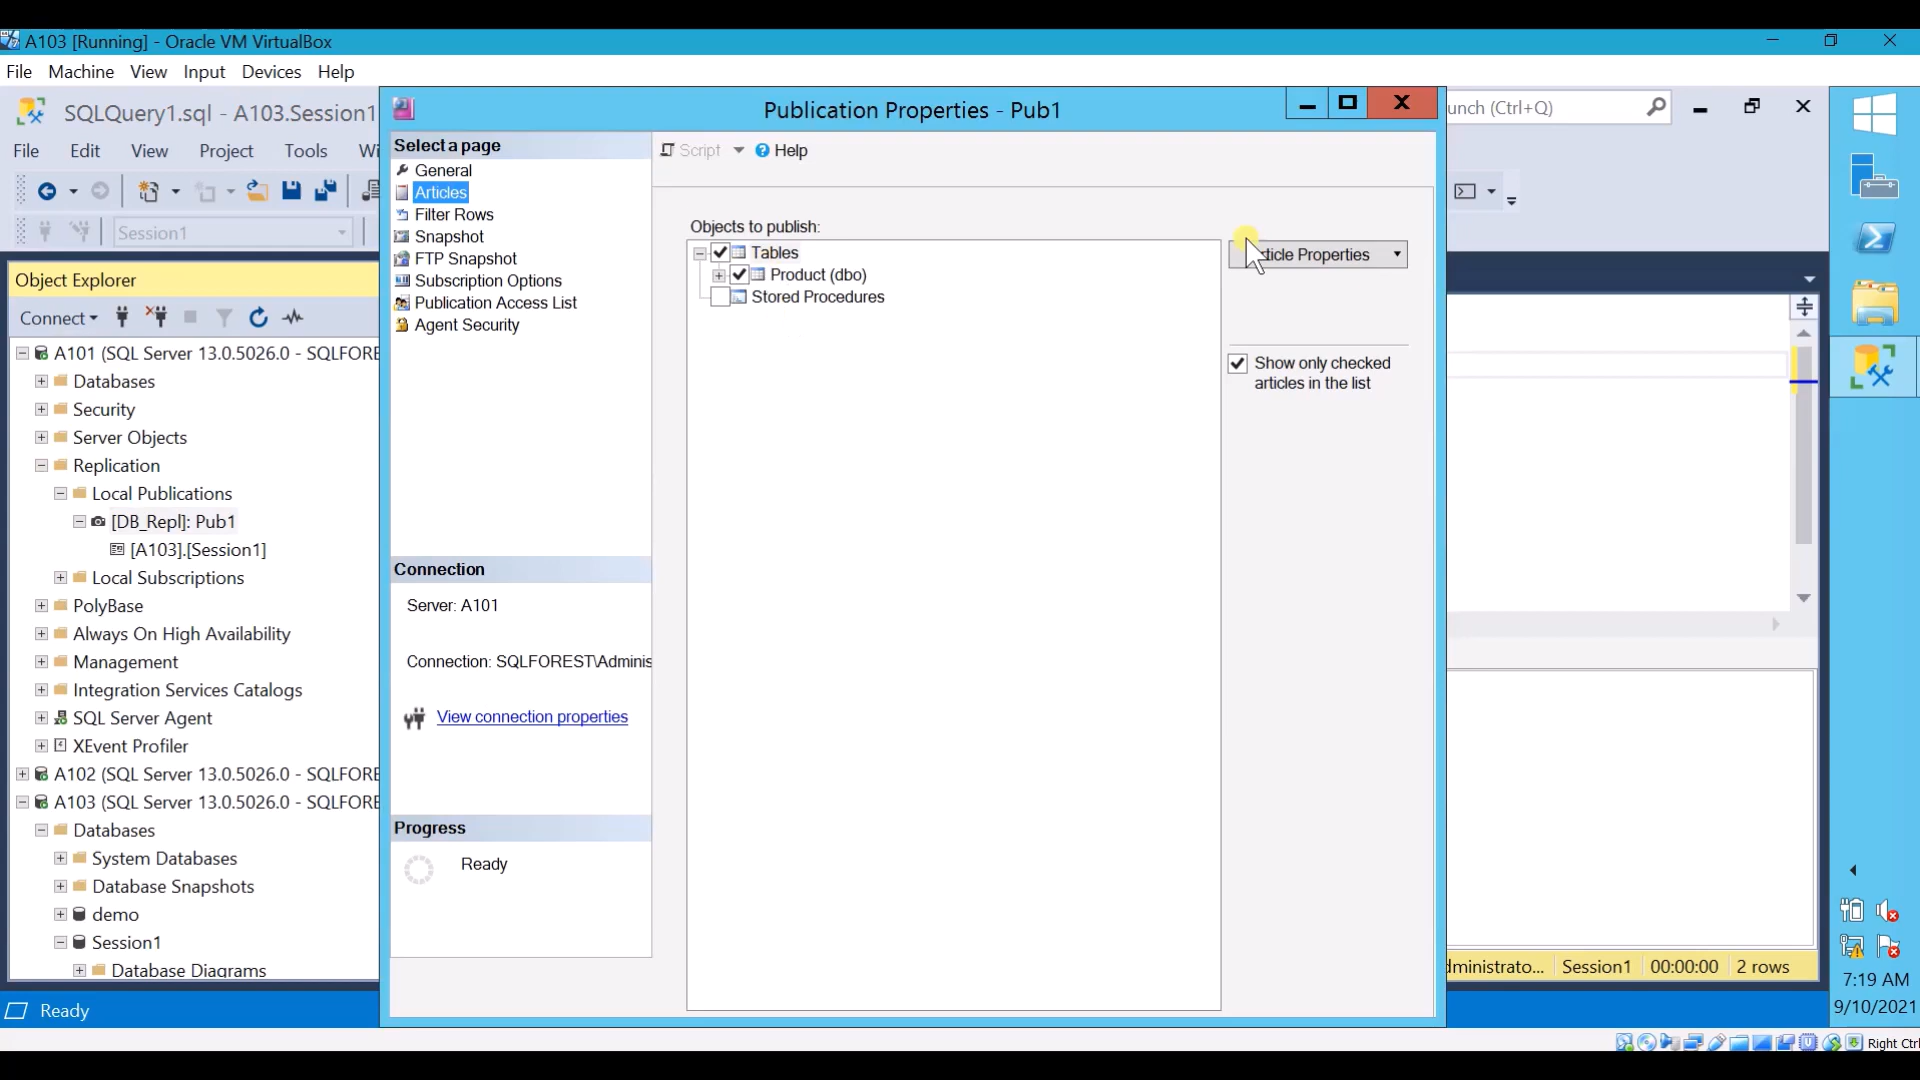 A103 [Running] - Oracle VM VirtualBox
File Machine View Input Devices Help
SQLQuery1.sql - A103.Session1
Publication Properties - Pub1
unch (Ctrl+Q)
File Edit View Project Tools Wi
Select a page
Script Help
General
Articles
Filter Rows
Snapshot
FTP Snapshot
Subscription Options
Publication Access List
Agent Security
Session1
Objects to publish:
Tables
Product (dbo)
Stored Procedures
ticle Properties
Show only checked
articles in the list
Object Explorer
Connect
A101 (SQL Server 13.0.5026.0 - SQLFORE
Databases
Security
Server Objects
Replication
Local Publications
[DB_Repl]: Pub1
[A103].[Session1]
Local Subscriptions
PolyBase
Always On High Availability
Management
Integration Services Catalogs
SQL Server Agent
XEvent Profiler
A102 (SQL Server 13.0.5026.0 - SQLFORE
A103 (SQL Server 13.0.5026.0 - SQLFORE
Databases
System Databases
Database Snapshots
demo
Session1
Database Diagrams
Connection
Server: A101
Connection: SQLFOREST\Adminis
View connection properties
Progress
Ready
dministrato... Session1 00:00:00 2 rows
Ready
7:19 AM
9/10/2021
Right Ctrl